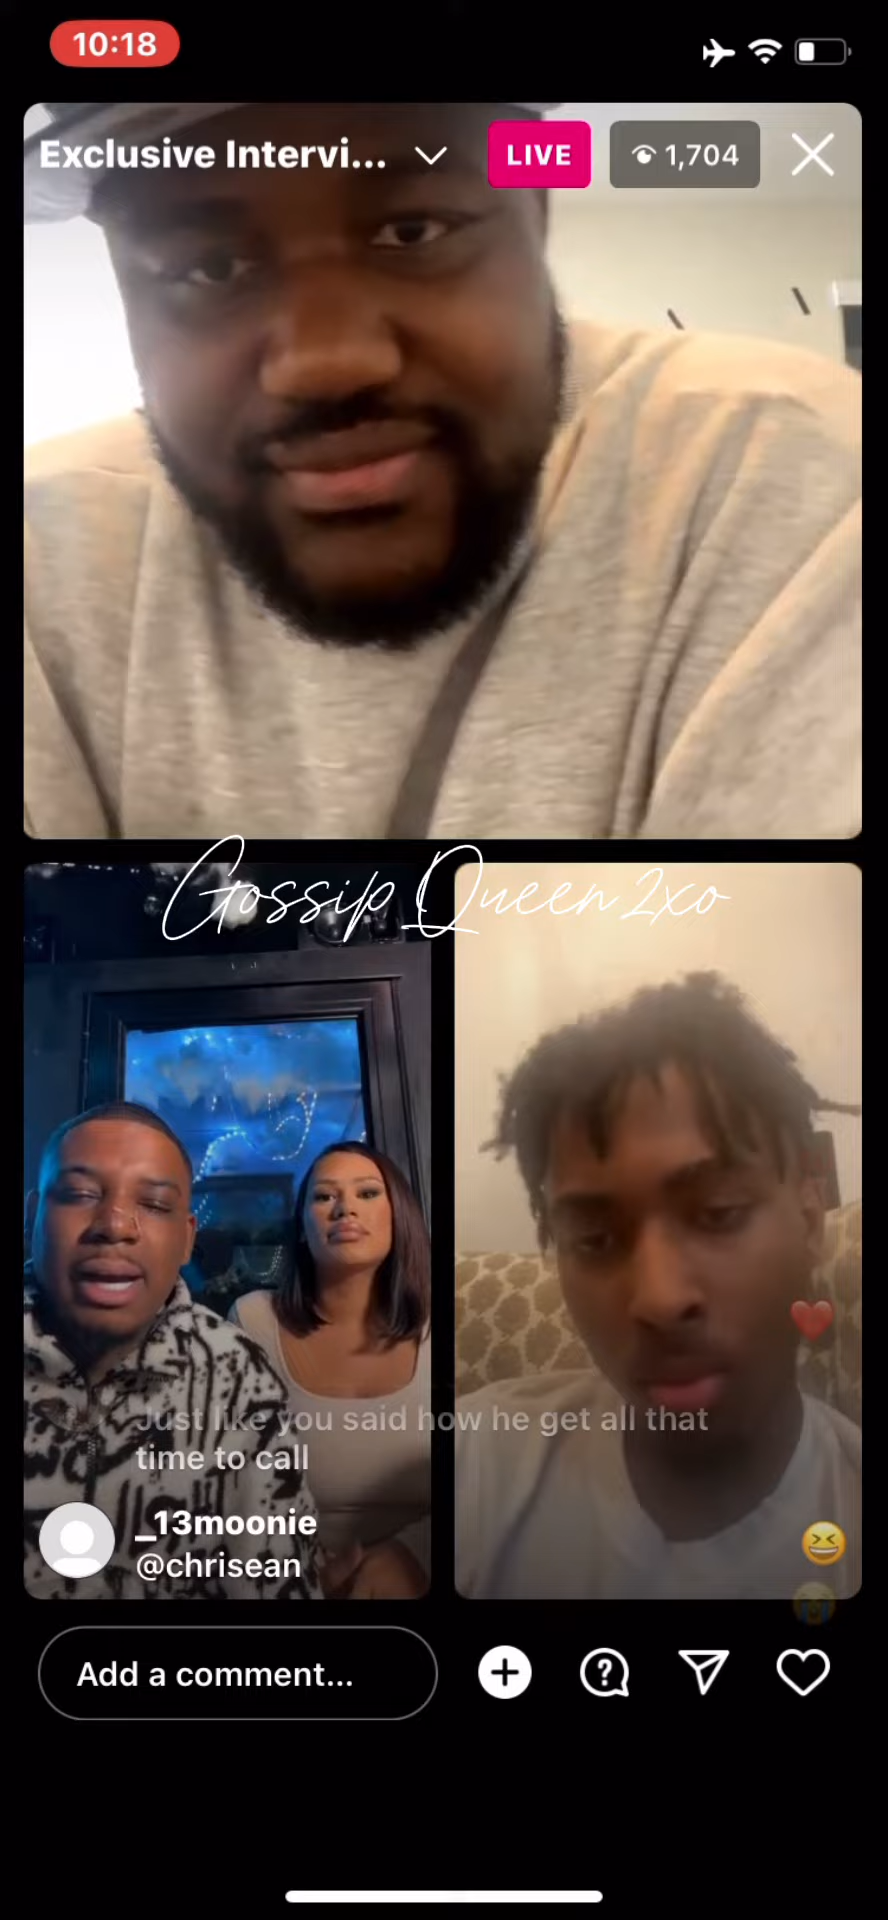 10:18
Exclusive Intervi...
LIVE
1,704
Gossip Queen 2xo
Just like you said how he get all that
time to call
_13moonie
@chrisean
Add a comment...